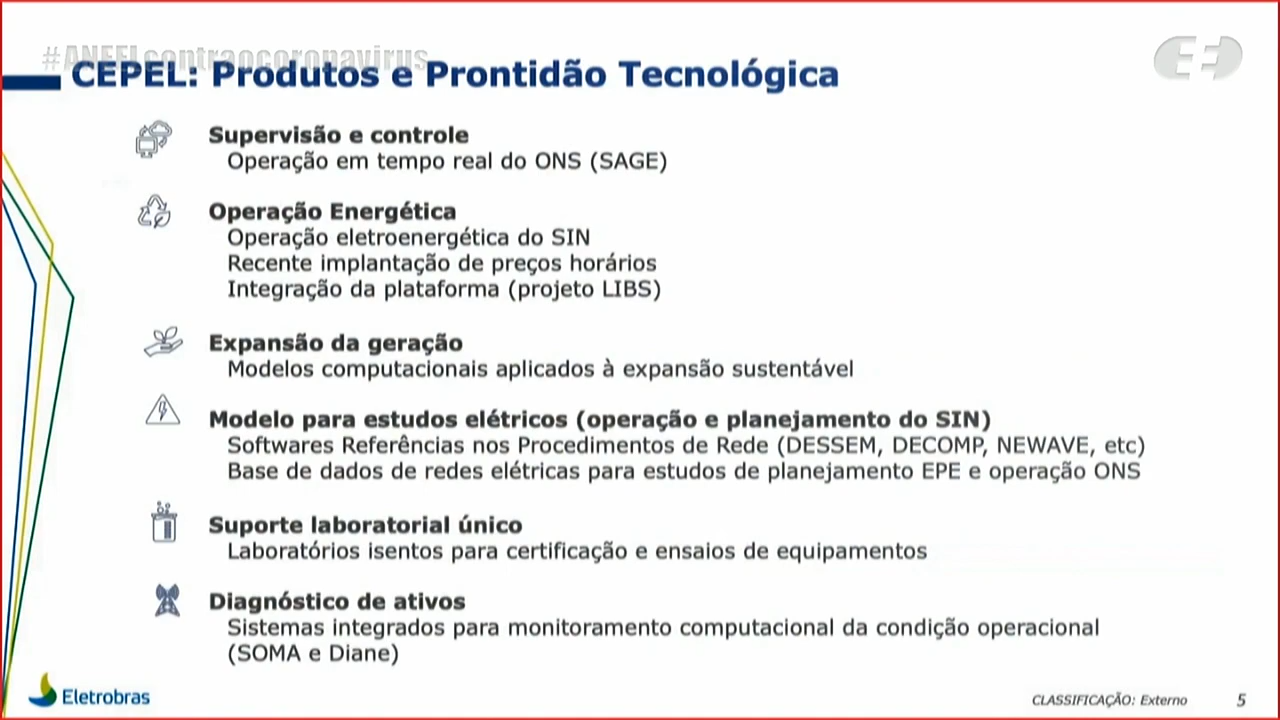 #ANEELcontraocoronavirus
CEPEL: Produtos e Prontidão Tecnológica
Supervisão e controle
Operação em tempo real do ONS (SAGE)
Operação Energética
Operação eletroenergética do SIN
Recente implantação de preços horários
Integração da plataforma (projeto LIBS)
Expansão da geração
Modelos computacionais aplicados à expansão sustentável
Modelo para estudos elétricos (operação e planejamento do SIN)
Softwares Referências nos Procedimentos de Rede (DESSEM, DECOMP, NEWAVE, etc)
Base de dados de redes elétricas para estudos de planejamento EPE e operação ONS
Suporte laboratorial único
Laboratórios isentos para certificação e ensaios de equipamentos
Diagnóstico de ativos
Sistemas integrados para monitoramento computacional da condição operacional
(SOMA e Diane)
Eletrobras
CLASSIFICAÇÃO: Externo
5